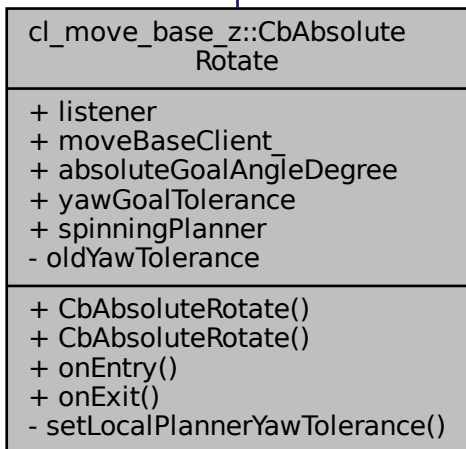 cl_move_base_z::CbAbsolute
Rotate
+ listener
+ moveBaseClient_
+ absoluteGoalAngleDegree
+ yawGoalTolerance
+ spinningPlanner
- oldYawTolerance
+ CbAbsoluteRotate()
+ CbAbsoluteRotate()
+ onEntry()
+ onExit()
- setLocalPlannerYawTolerance()